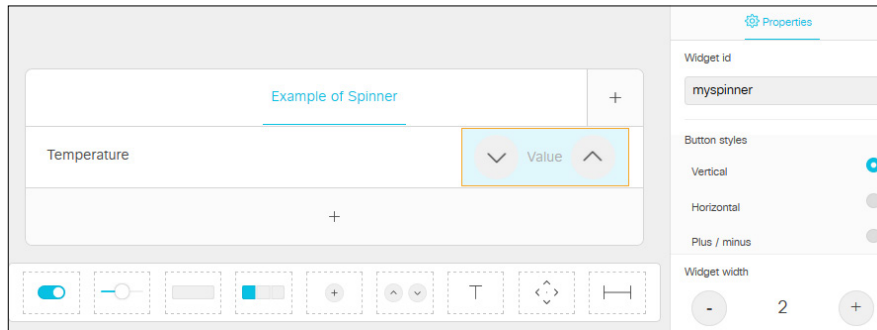 Properties
Widget id
myspinner
Example of Spinner
+
Temperature
Value
+
Button styles
Vertical
Horizontal
Plus / minus
Widget width
- 2 +
+
T